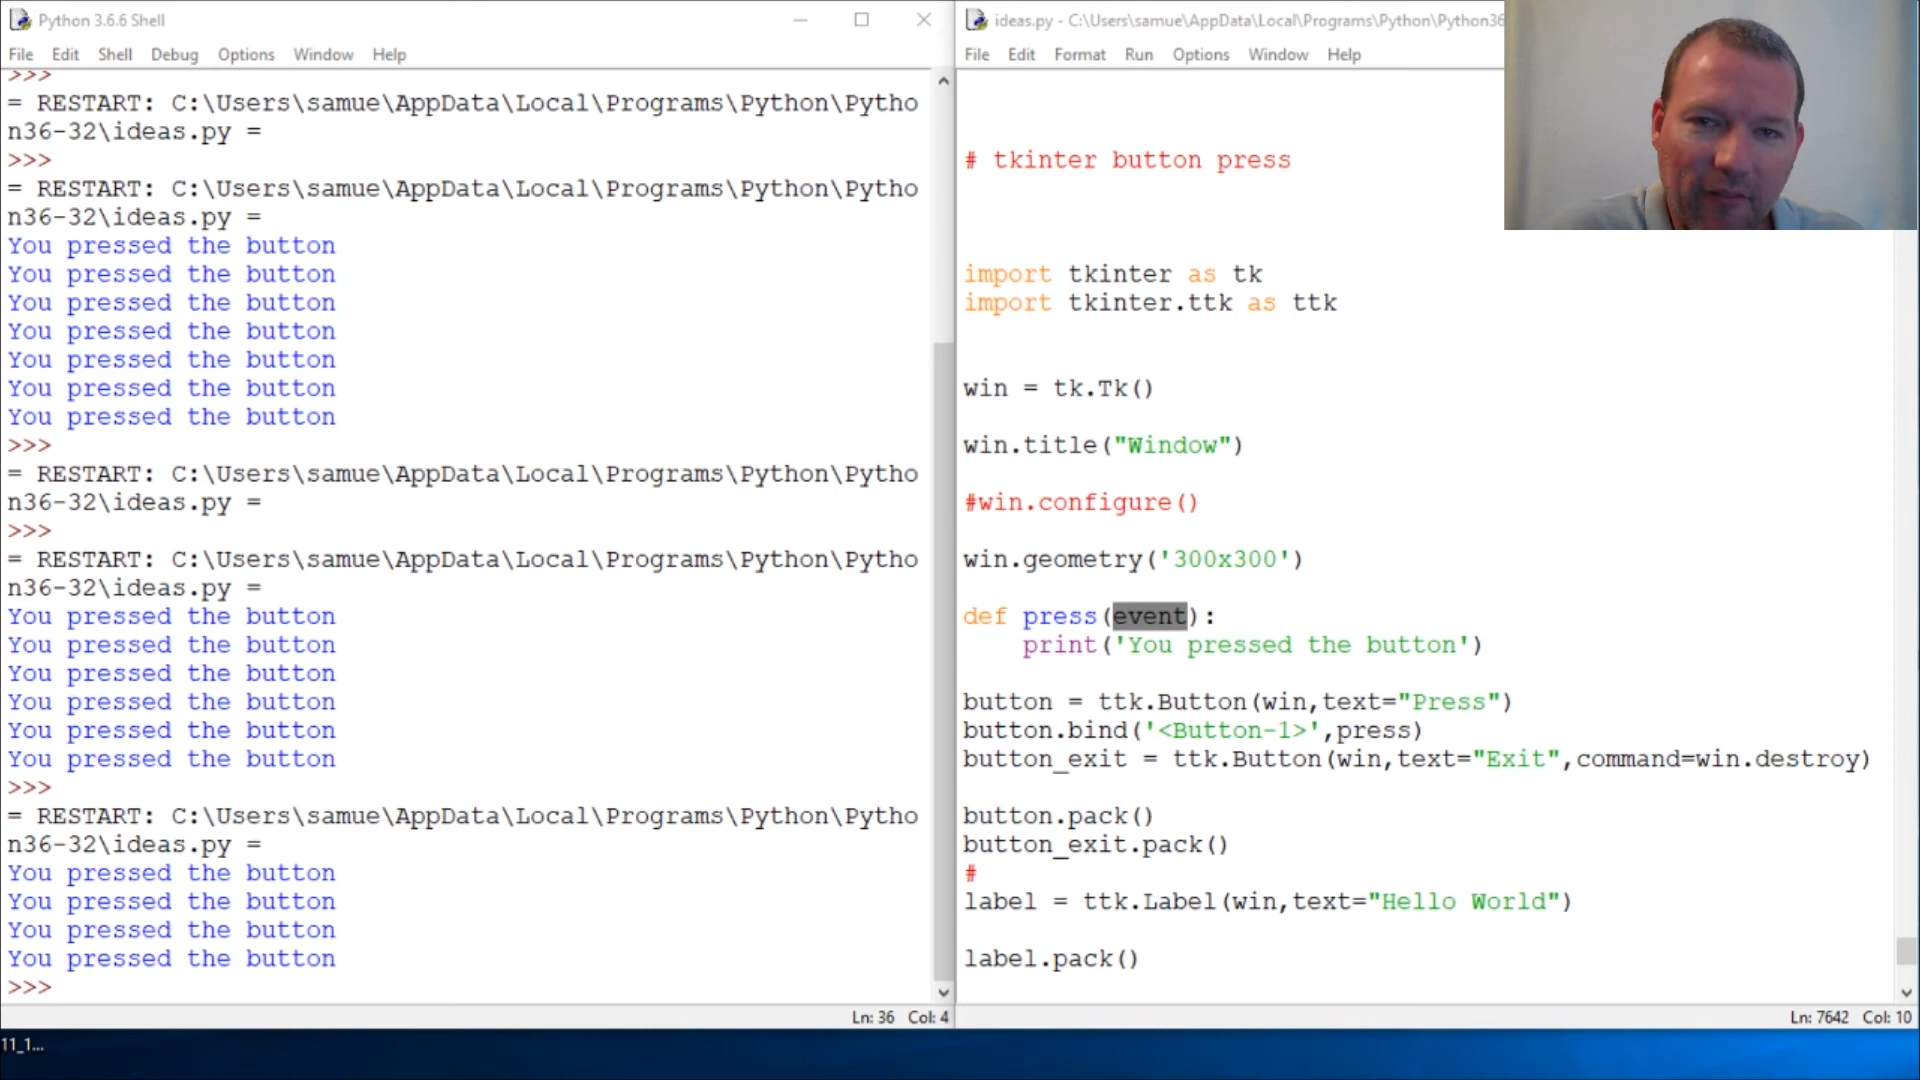 Python 3.6.6 Shell
File Edit Shell Debug Options Window Help
>>>
= RESTART: C:\Users\samue\AppData\Local\Programs\Python\Pytho
n36-32\ideas.py =
>>>
= RESTART: C:\Users\samue\AppData\Local\Programs\Python\Pytho
n36-32\ideas.py =
You pressed the button
You pressed the button
You pressed the button
You pressed the button
You pressed the button
You pressed the button
You pressed the button
>>>
= RESTART: C:\Users\samue\AppData\Local\Programs\Python\Pytho
n36-32\ideas.py =
>>>
= RESTART: C:\Users\samue\AppData\Local\Programs\Python\Pytho
n36-32\ideas.py =
You pressed the button
You pressed the button
You pressed the button
You pressed the button
You pressed the button
You pressed the button
>>>
= RESTART: C:\Users\samue\AppData\Local\Programs\Python\Pytho
n36-32\ideas.py =
You pressed the button
You pressed the button
You pressed the button
You pressed the button
>>>
Ln: 36 Col: 4
ideas.py - C:\Users\samue\AppData\Local\Programs\Python\Python36
File Edit Format Run Options Window Help
# tkinter button press
import tkinter as tk
import tkinter.ttk as ttk
win = tk.Tk()
win.title("Window")
#win.configure()
win.geometry('300x300')
def press(event):
    print('You pressed the button')
button = ttk.Button(win,text="Press")
button.bind('<Button-1>',press)
button_exit = ttk.Button(win,text="Exit",command=win.destroy)
button.pack()
button_exit.pack()
#
label = ttk.Label(win,text="Hello World")
label.pack()
Ln: 7642 Col: 10
11_1...